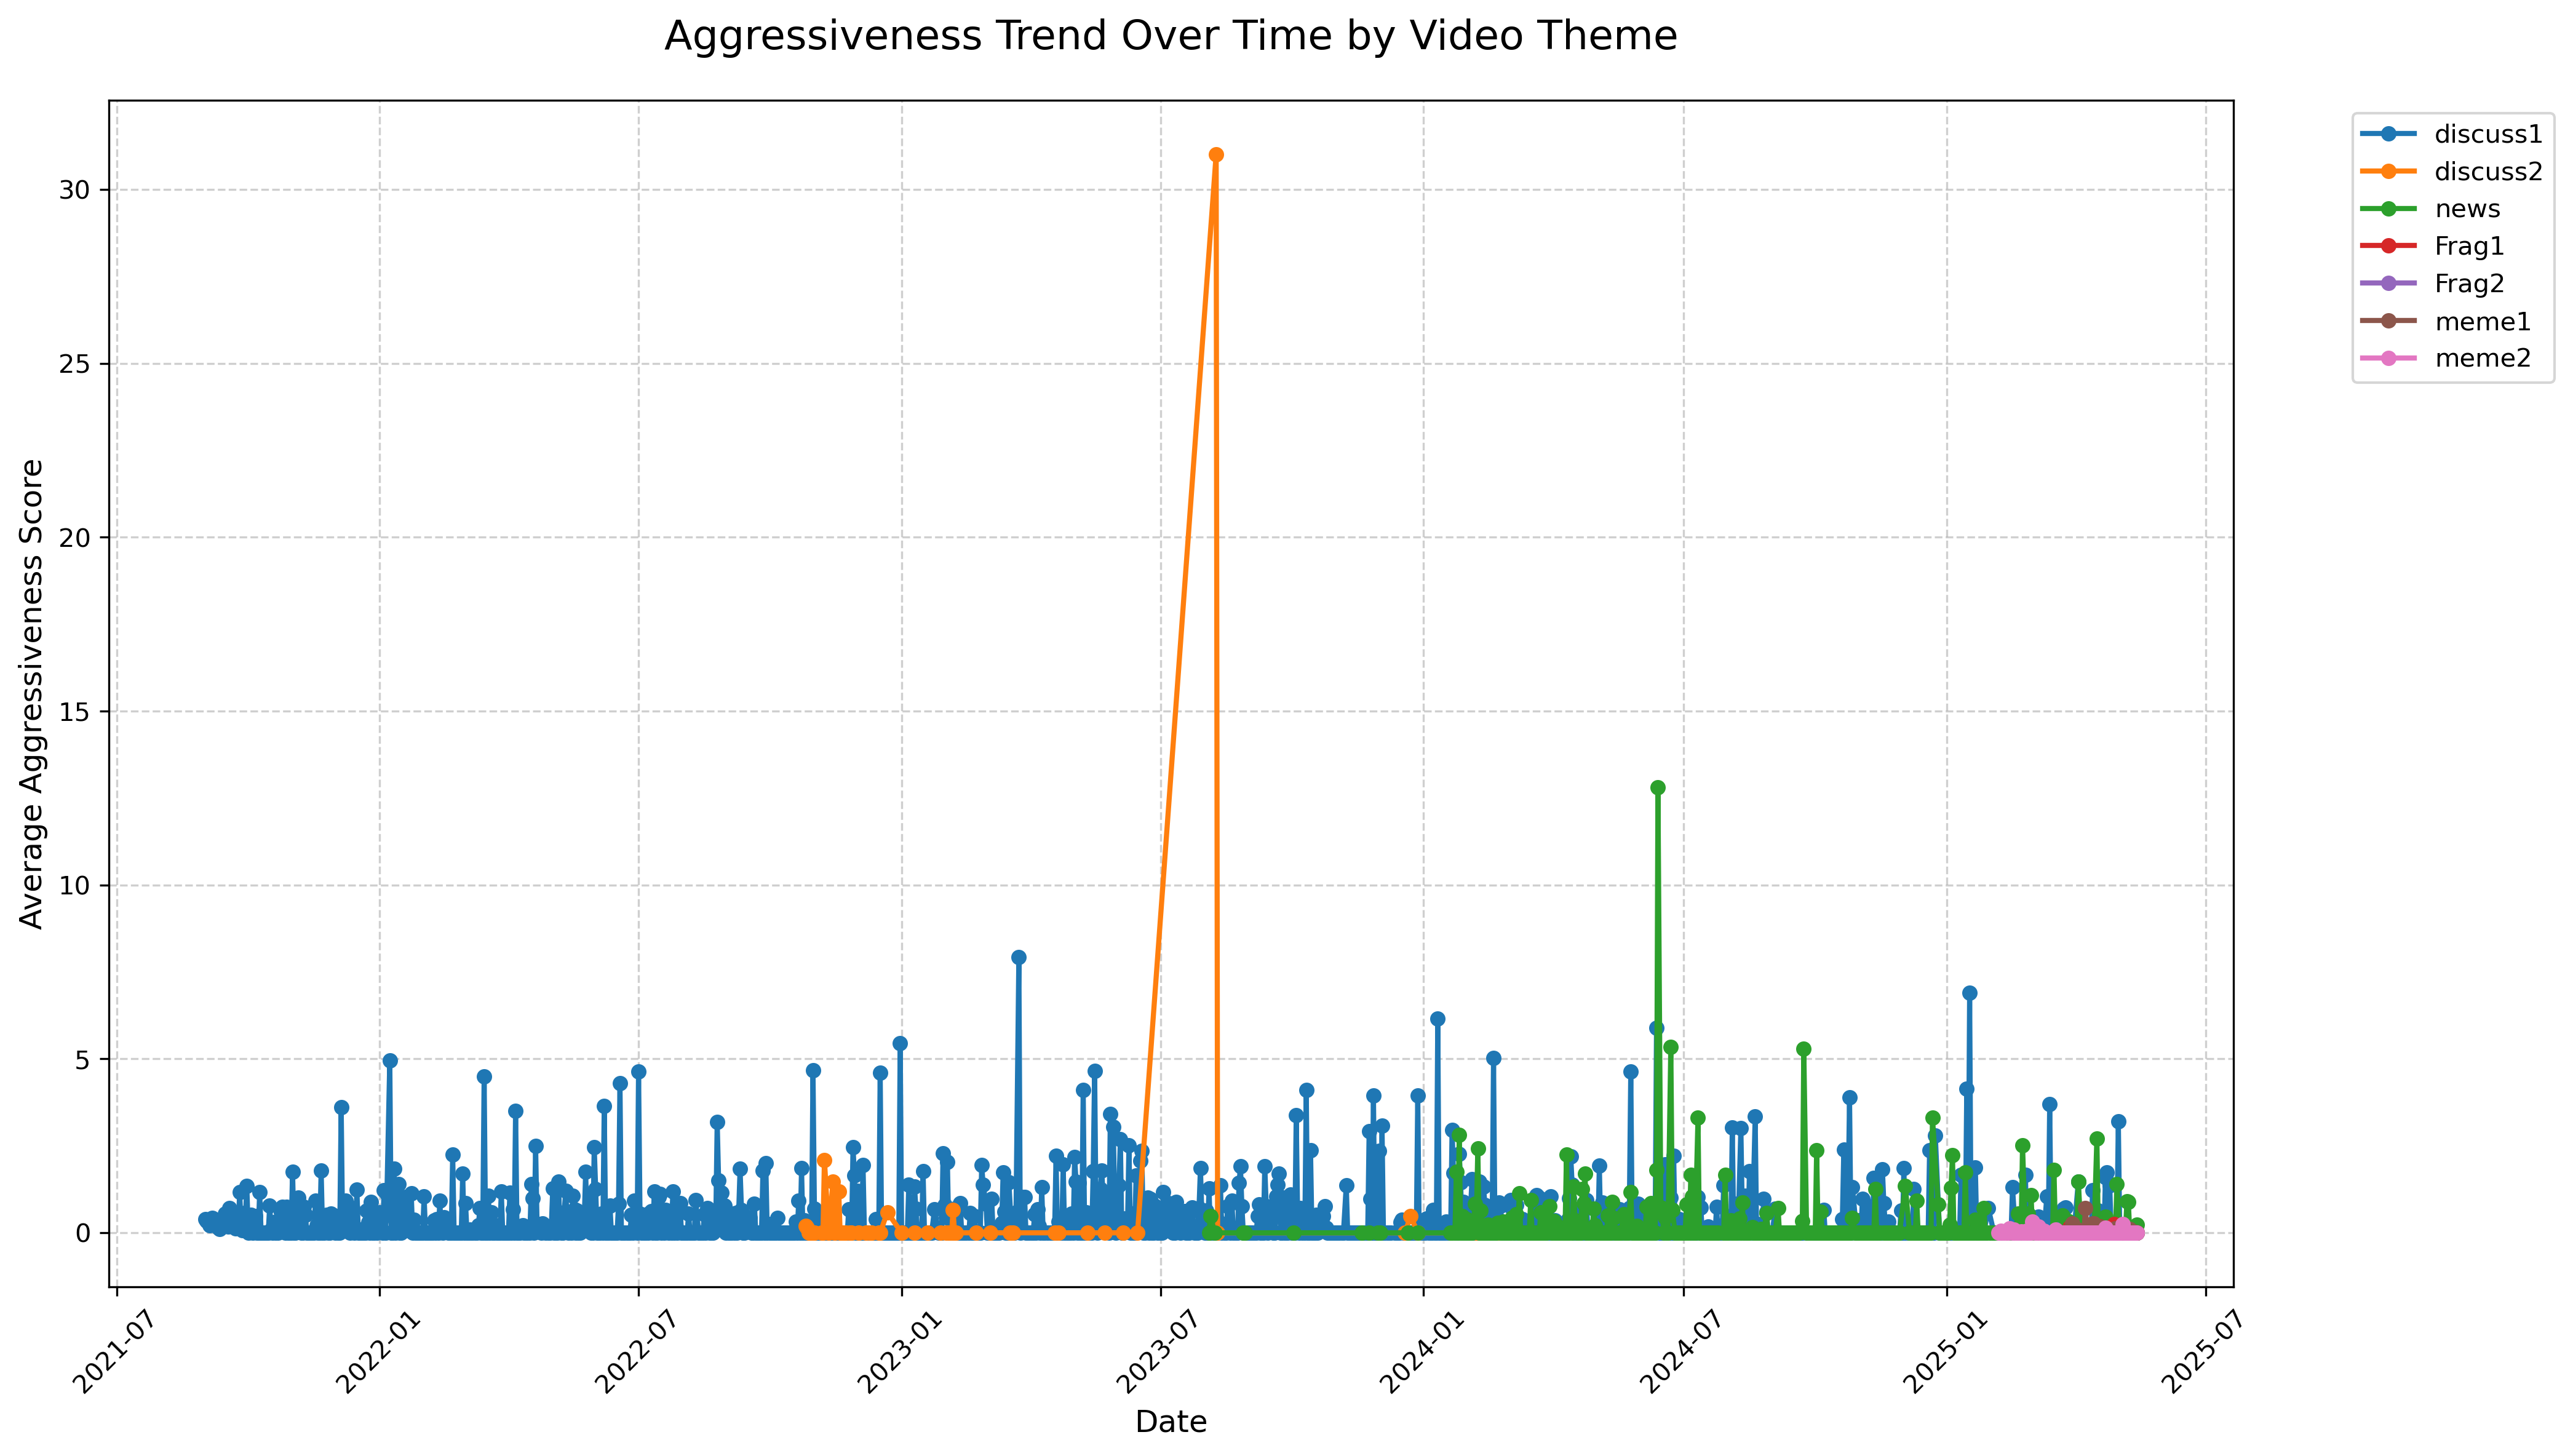 Aggressiveness Trend Over Time by Video Theme
discuss1
discuss2
news
Frag1
Frag2
meme1
meme2
Average Aggressiveness Score
30
25
20
15
10
5
0
2021-07
2022-01
2022-07
2023-01
2023-07
2024-01
2024-07
2025-01
2025-07
Date